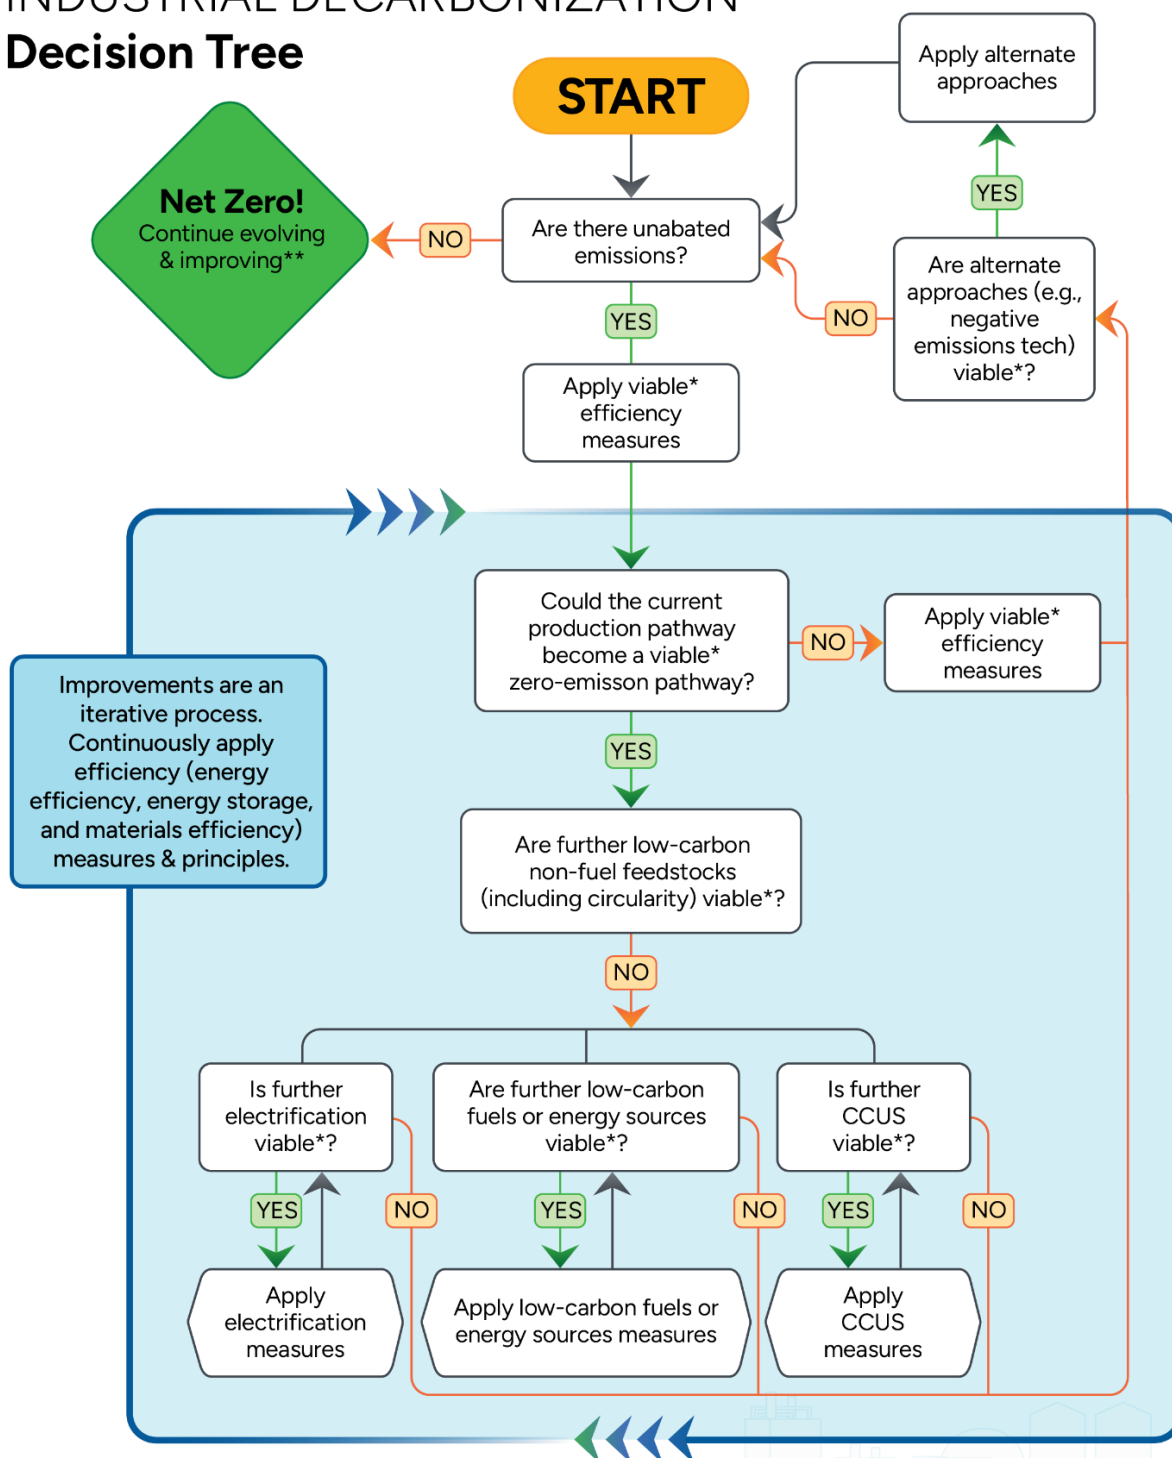 INDUSTRIAL DECARBONIZATION
Decision Tree
START
Apply alternate
approaches
YES
Net Zero!
Continue evolving
& improving**
NO
Are there unabated
emissions?
NO
Are alternate
approaches (e.g.,
negative
emissions tech)
viable*?
YES
Apply viable*
efficiency
measures
Could the current
production pathway
become a viable*
zero-emisson pathway?
NO
Apply viable*
efficiency
measures
Improvements are an
iterative process.
Continuously apply
efficiency (energy
efficiency, energy storage,
and materials efficiency)
measures & principles.
YES
Are further low-carbon
non-fuel feedstocks
(including circularity) viable*?
NO
Is further
electrification
viable*?
Are further low-carbon
fuels or energy sources
viable*?
Is further
CCUS
viable*?
YES
NO
YES
NO
YES
NO
Apply
electrification
measures
Apply low-carbon fuels or
energy sources measures
Apply
CCUS
measures